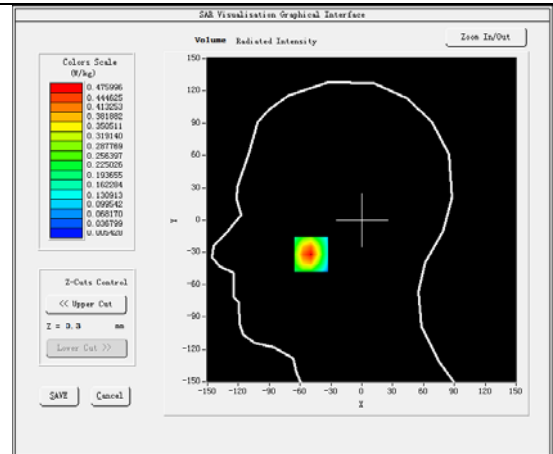 SAR Visualisation Graphical Interface
Volume Radiated Intensity
Zoom In/Out
Colors Scale
(W/kg)
0.475996
0.444625
0.413253
0.381882
0.350511
0.319140
0.287769
0.256397
0.225026
0.193655
0.162284
0.130913
0.099542
0.068170
0.036799
0.005428
Z-Cuts Control
<< Upper Cut
Z = 3.3 mm
Lower Cut >>
SAVE Cancel
150
120
90
60
30
0
-30
-60
-90
-120
-150
Y
-150 -120 -90 -60 -30 0 30 60 90 120 150
X